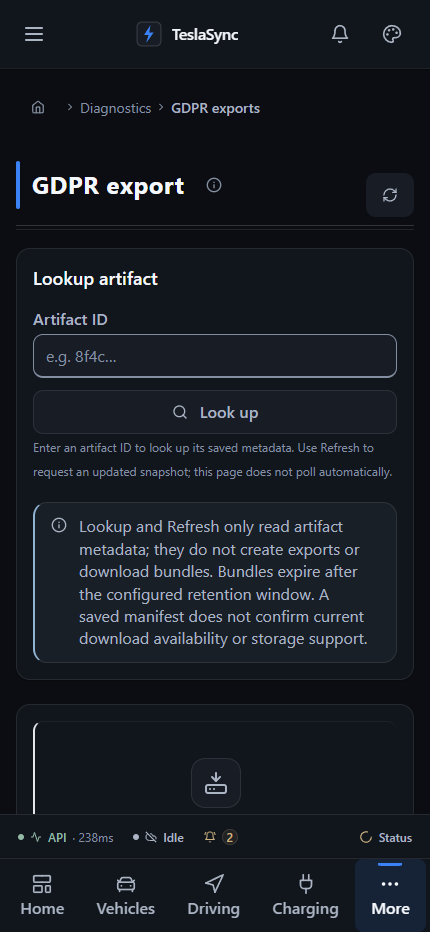 TeslaSync
Diagnostics > GDPR exports
GDPR export
Lookup artifact
Artifact ID
e.g. 8f4c...
Look up
Enter an artifact ID to look up its saved metadata. Use Refresh to
request an updated snapshot; this page does not poll automatically.
Lookup and Refresh only read artifact
metadata; they do not create exports or
download bundles. Bundles expire after
the configured retention window. A
saved manifest does not confirm current
download availability or storage support.
API · 238ms Idle 2 Status
Home Vehicles Driving Charging More